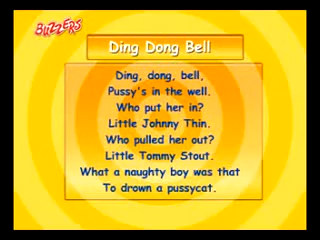 BUZZERS
Ding Dong Bell
Ding, dong, bell,
Pussy's in the well.
Who put her in?
Little Johnny Thin.
Who pulled her out?
Little Tommy Stout.
What a naughty boy was that
To drown a pussycat.